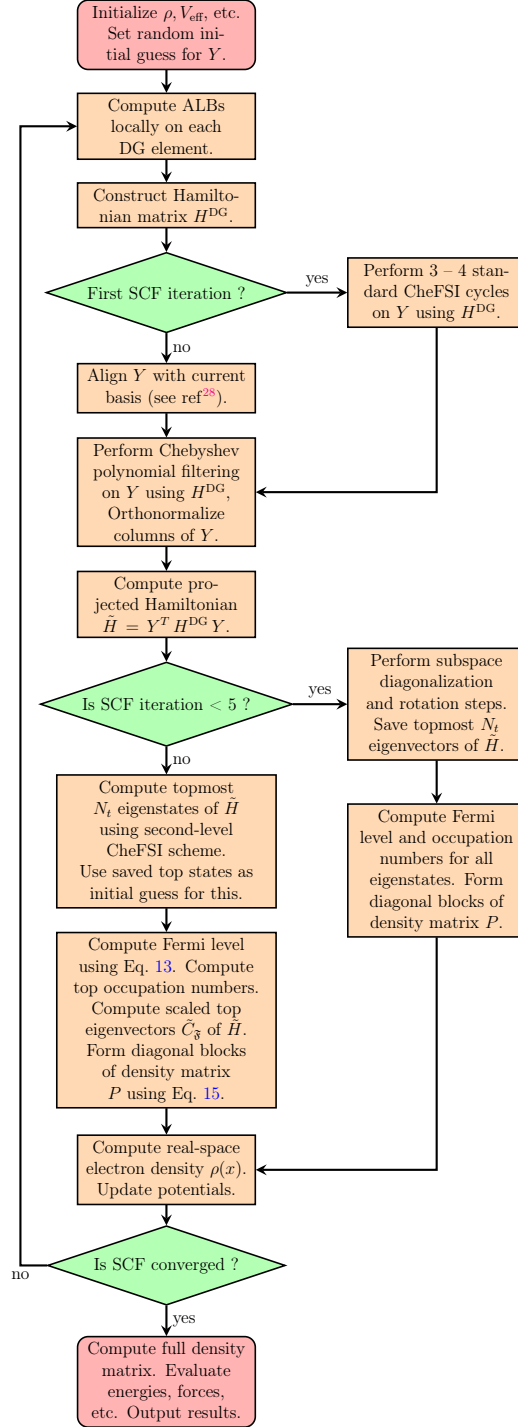 Initialize ρ, V_eff, etc.
Set random ini-
tial guess for Y.
Compute ALBs
locally on each
DG element.
Construct Hamilto-
nian matrix H^DG.
First SCF iteration ?
yes
Perform 3 – 4 stan-
dard CheFSI cycles
on Y using H^DG.
no
Align Y with current
basis (see ref^28).
Perform Chebyshev
polynomial filtering
on Y using H^DG,
Orthonormalize
columns of Y.
Compute pro-
jected Hamiltonian
H̃ = Y^T H^DG Y.
Is SCF iteration < 5 ?
yes
Perform subspace
diagonalization
and rotation steps.
Save topmost N_t
eigenvectors of H̃.
no
Compute topmost
N_t eigenstates of H̃
using second-level
CheFSI scheme.
Use saved top states as
initial guess for this.
Compute Fermi
level and occupation
numbers for all
eigenstates. Form
diagonal blocks of
density matrix P.
Compute Fermi level
using Eq. 13. Compute
top occupation numbers.
Compute scaled top
eigenvectors C̃_𝔉 of H̃.
Form diagonal blocks
of density matrix
P using Eq. 15.
Compute real-space
electron density ρ(x).
Update potentials.
Is SCF converged ?
no
yes
Compute full density
matrix. Evaluate
energies, forces,
etc. Output results.